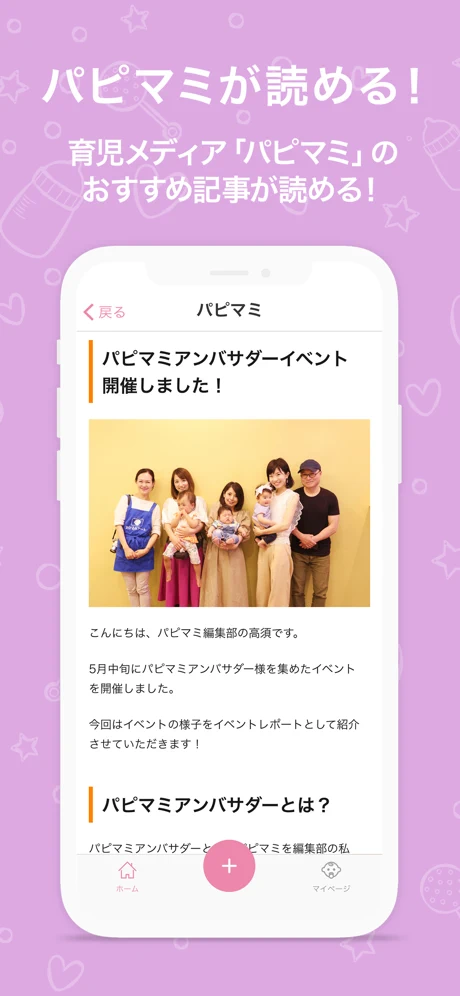 パピマミが読める！
育児メディア「パピマミ」の
おすすめ記事が読める！
戻る
パピマミ
パピマミアンバサダーイベント
開催しました！
こんにちは、パピマミ編集部の高須です。
5月中旬にパピマミアンバサダー様を集めたイベント
を開催しました。
今回はイベントの様子をイベントレポートとして紹介
させていただきます！
パピマミアンバサダーとは？
パピマミアンバサダーと ピマミを編集部の私
ホーム
マイページ